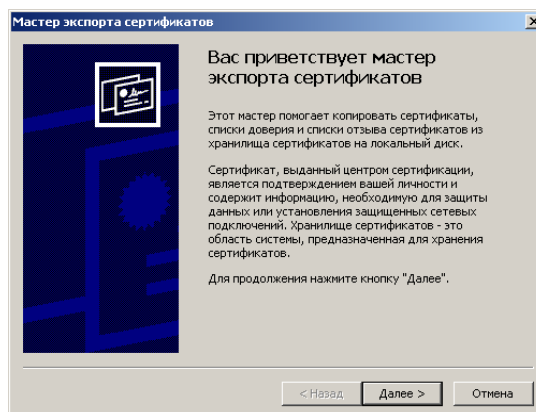 Мастер экспорта сертификатов
Вас приветствует мастер
экспорта сертификатов
Этот мастер помогает копировать сертификаты,
списки доверия и списки отзыва сертификатов из
хранилища сертификатов на локальный диск.
Сертификат, выданный центром сертификации,
является подтверждением вашей личности и
содержит информацию, необходимую для защиты
данных или установления защищенных сетевых
подключений. Хранилище сертификатов - это
область системы, предназначенная для хранения
сертификатов.
Для продолжения нажмите кнопку "Далее".
< Назад
Далее >
Отмена